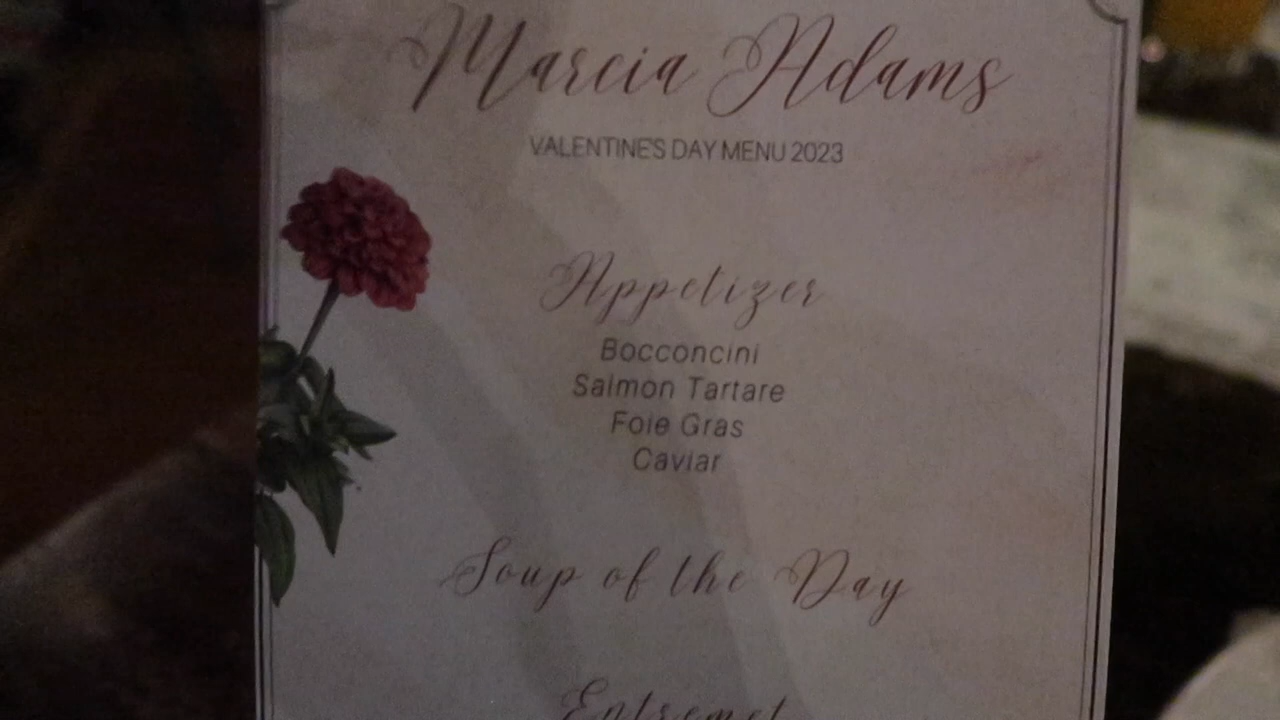 Marcia Adams
VALENTINE'S DAY MENU 2023
Appetizer
Bocconcini
Salmon Tartare
Foie Gras
Caviar
Soup of the Day
Entremet